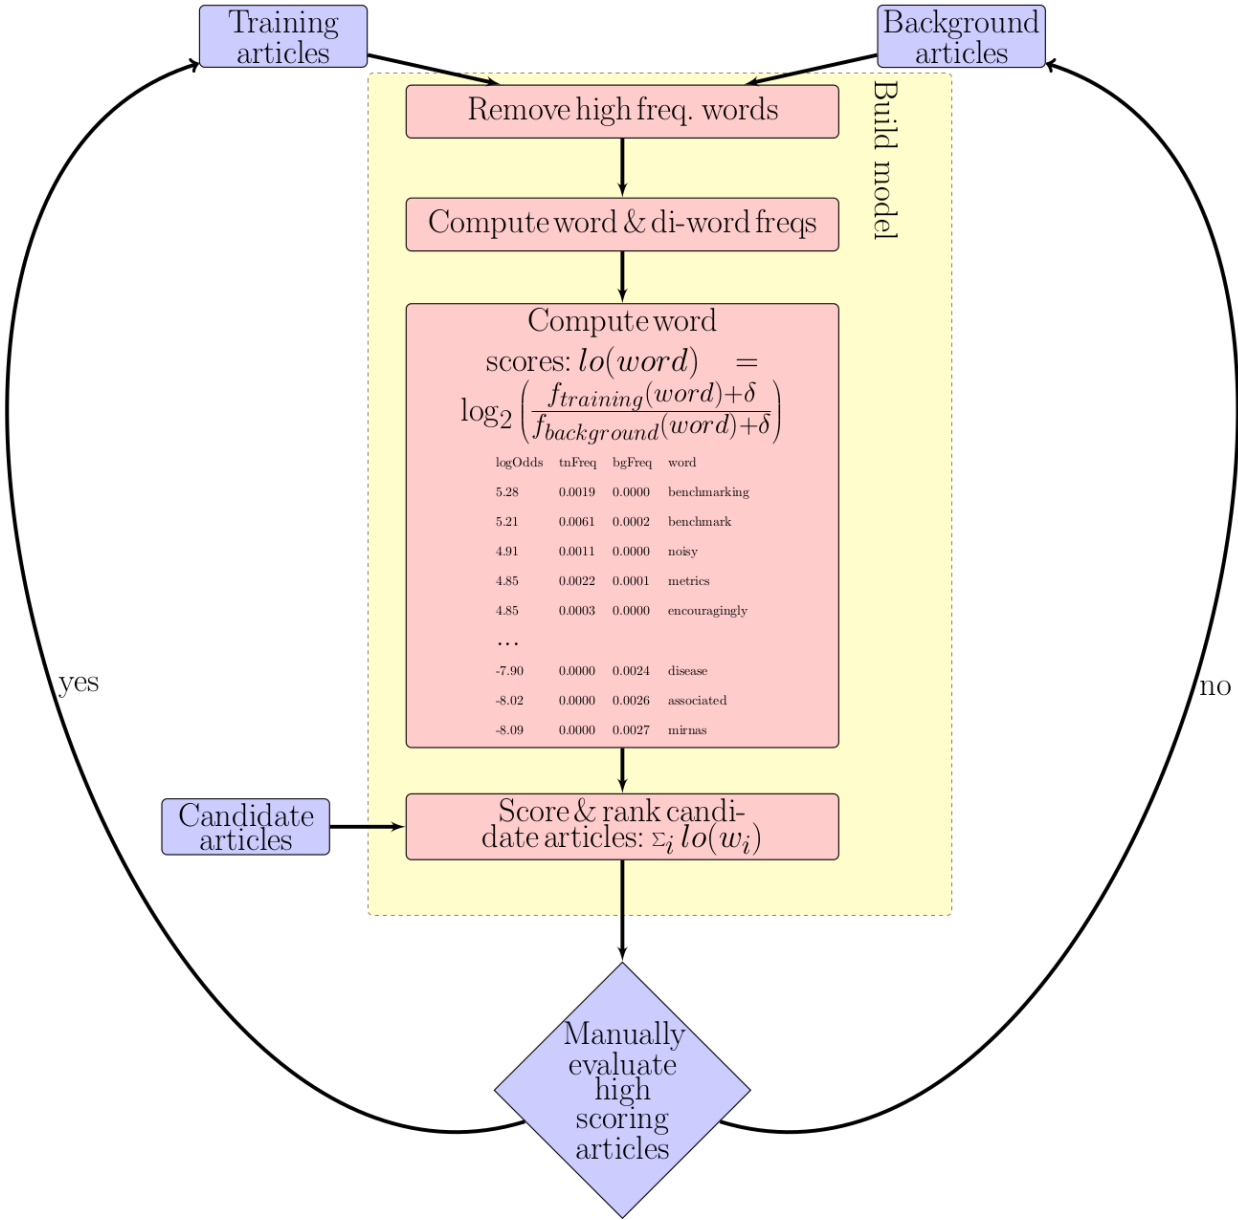 Training
articles
Background
articles
Build model
Remove high freq. words
Compute word & di-word freqs
Compute word
scores: lo(word) =
log₂ ( (f_training(word)+δ) / (f_background(word)+δ) )
logOdds tnFreq bgFreq word
5.28 0.0019 0.0000 benchmarking
5.21 0.0061 0.0002 benchmark
4.91 0.0011 0.0000 noisy
4.85 0.0022 0.0001 metrics
4.85 0.0003 0.0000 encouragingly
...
-7.90 0.0000 0.0024 disease
-8.02 0.0000 0.0026 associated
-8.09 0.0000 0.0027 mirnas
yes
no
Candidate
articles
Score & rank candi-
date articles: Σᵢ lo(wᵢ)
Manually
evaluate
high
scoring
articles